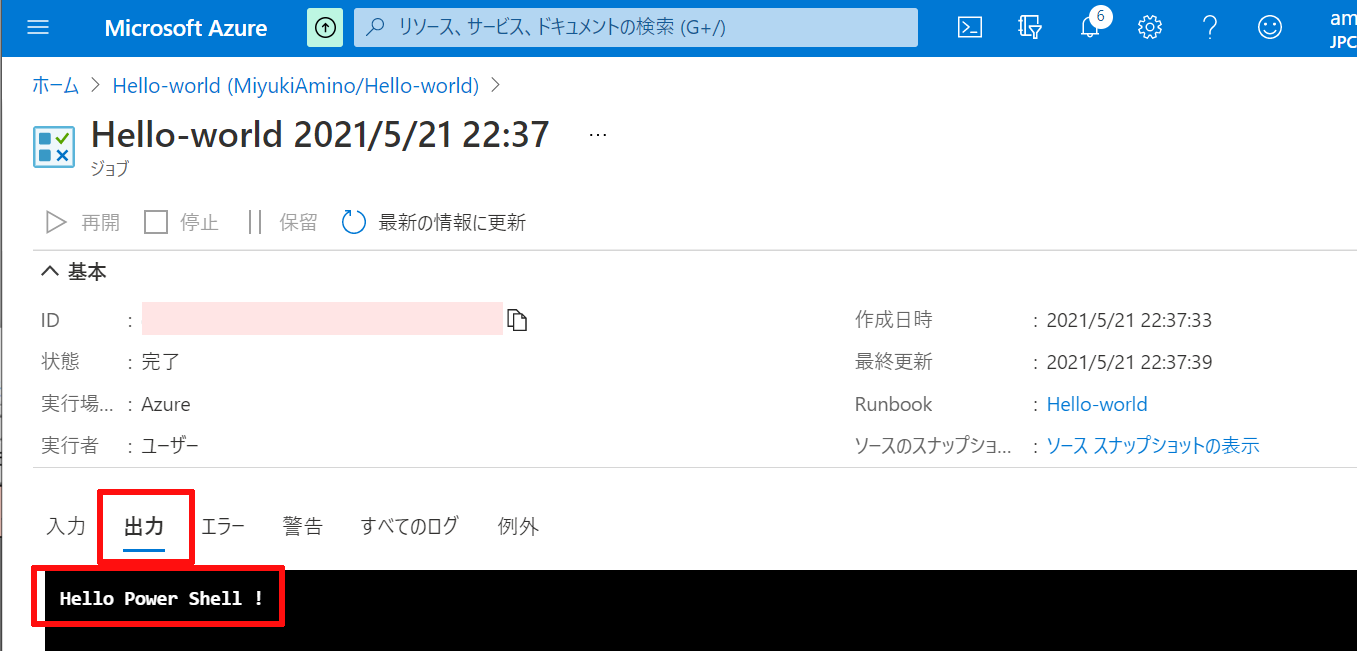 Microsoft Azure リソース、サービス、ドキュメントの検索 (G+/) 6 am
JPC
ホーム > Hello-world (MiyukiAmino/Hello-world) >
Hello-world 2021/5/21 22:37 …
ジョブ
再開 停止 保留 最新の情報に更新
基本
ID :
作成日時 : 2021/5/21 22:37:33
状態 : 完了
最終更新 : 2021/5/21 22:37:39
実行場... : Azure
Runbook : Hello-world
実行者 : ユーザー
ソースのスナップショ... : ソース スナップショットの表示
入力 出力 エラー 警告 すべてのログ 例外
Hello Power Shell !